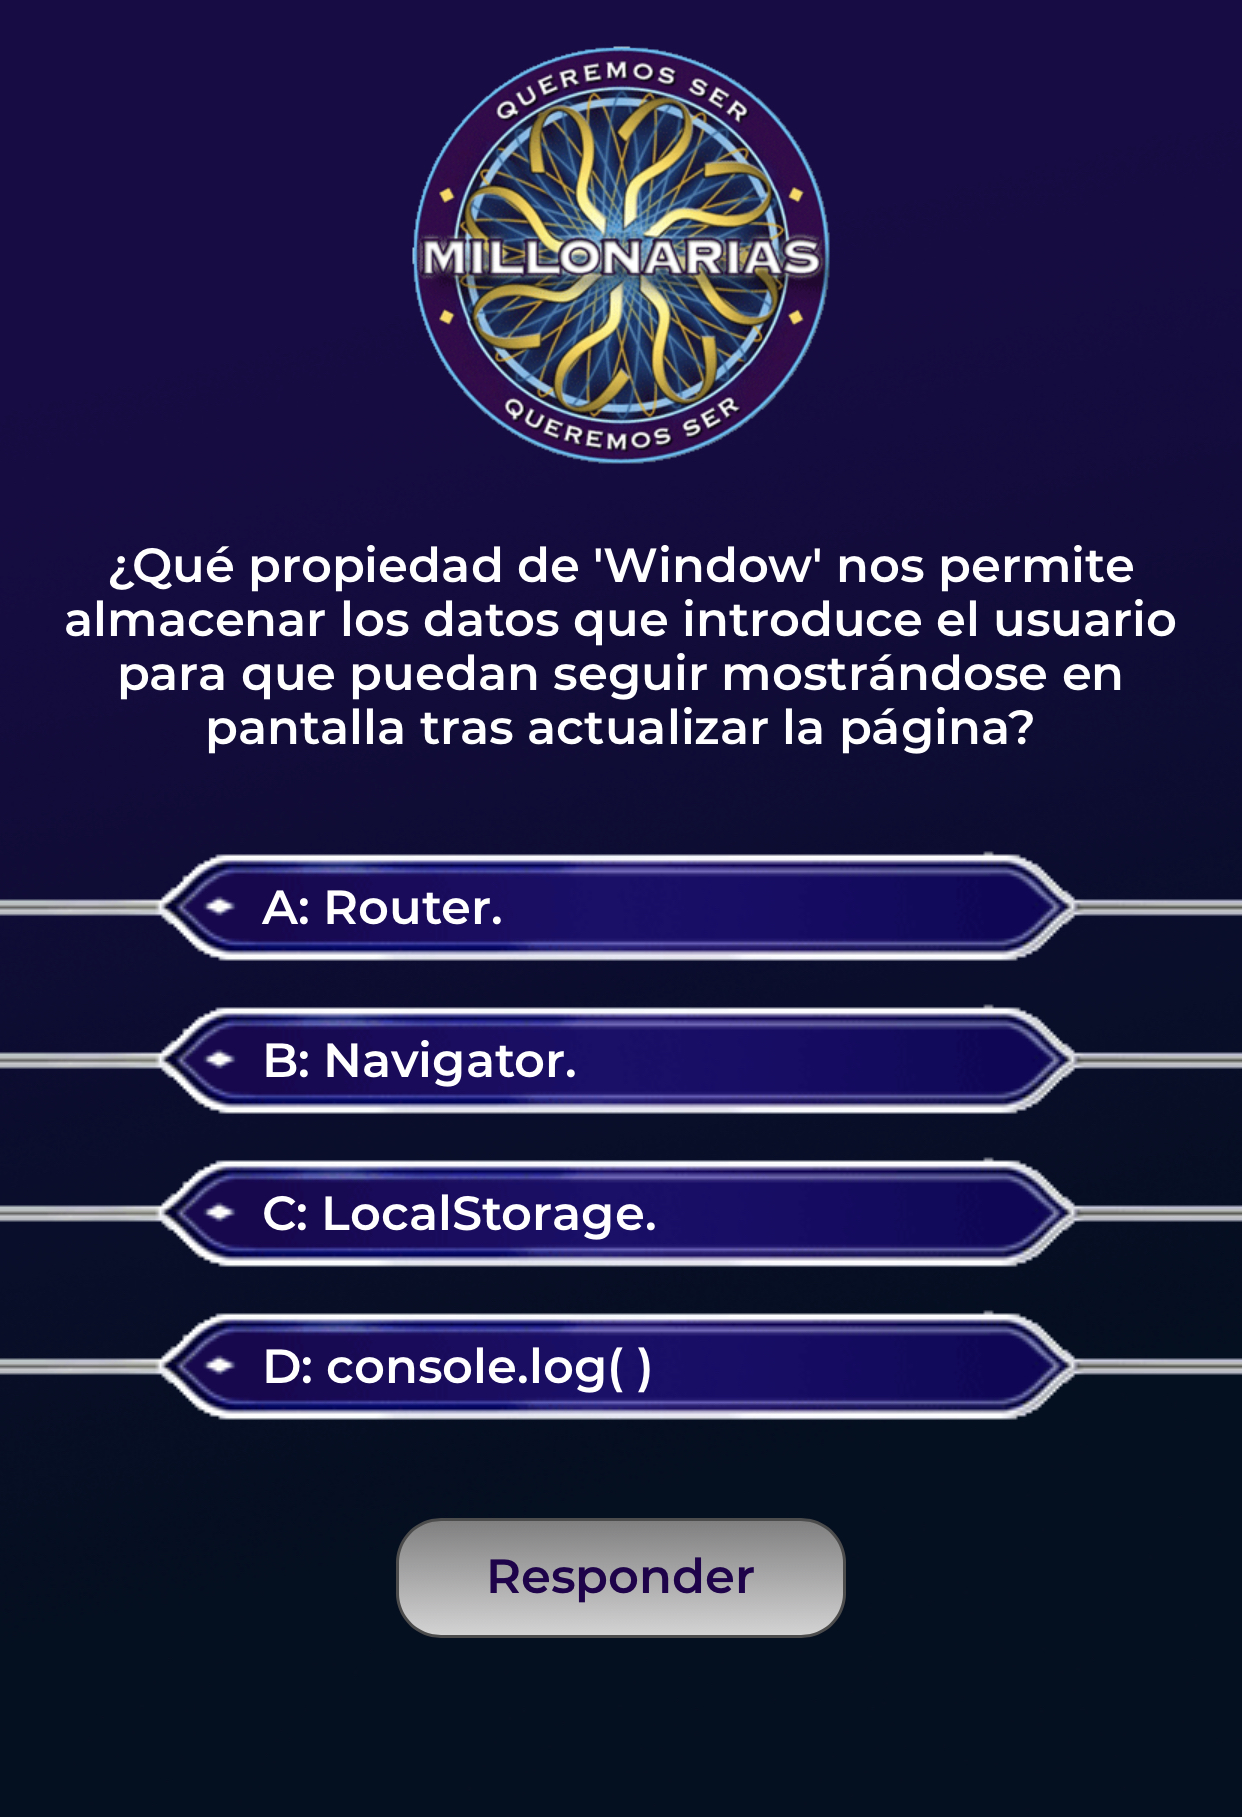 QUEREMOS SER
MILLONARIAS
QUEREMOS SER
¿Qué propiedad de 'Window' nos permite
almacenar los datos que introduce el usuario
para que puedan seguir mostrándose en
pantalla tras actualizar la página?
A: Router.
B: Navigator.
C: LocalStorage.
D: console.log( )
Responder